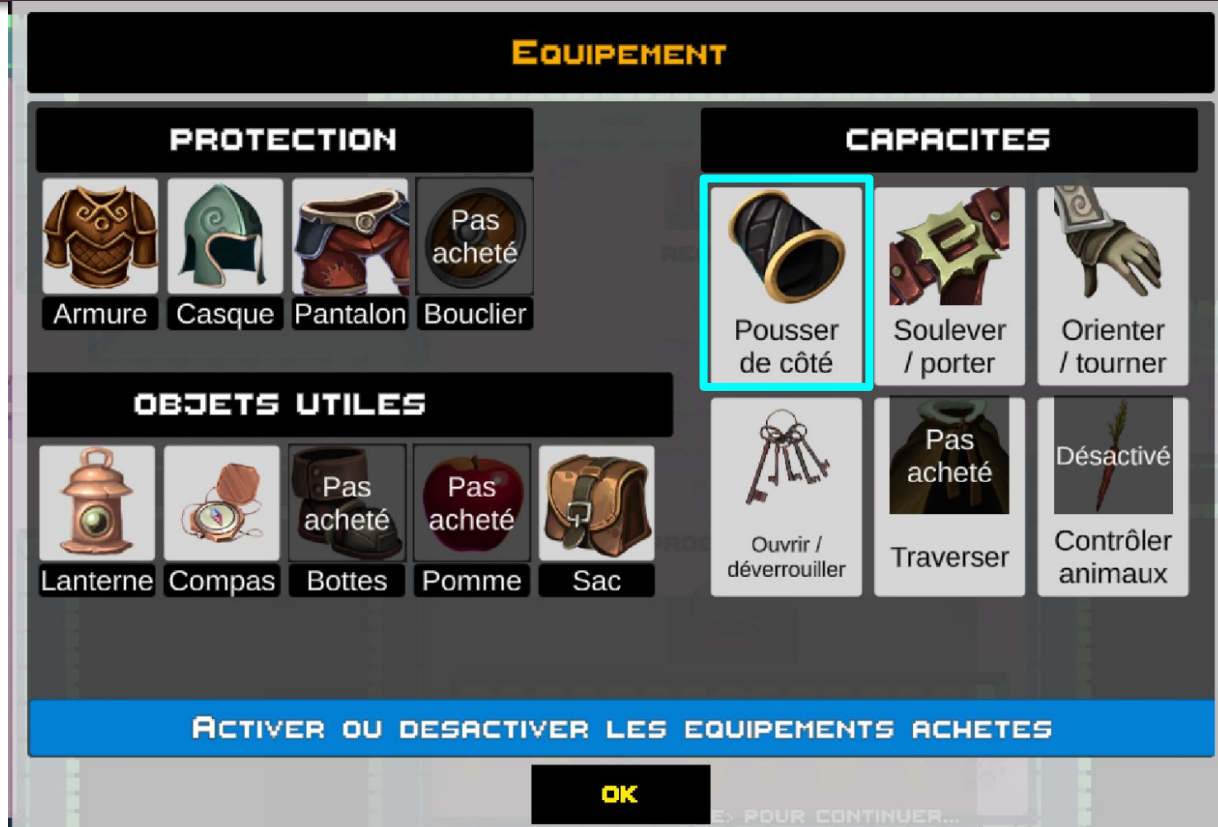 EQUIPEMENT
PROTECTION
Pas
acheté
Armure Casque Pantalon Bouclier
OBJETS UTILES
Pas
acheté
Pas
acheté
Lanterne Compas Bottes Pomme Sac
CAPACITES
Pousser
de côté
Soulever
/ porter
Orienter
/ tourner
Ouvrir /
déverrouiller
Pas
acheté
Traverser
Désactivé
Contrôler
animaux
ACTIVER OU DESACTIVER LES EQUIPEMENTS ACHETES
OK
POUR CONTINUER...